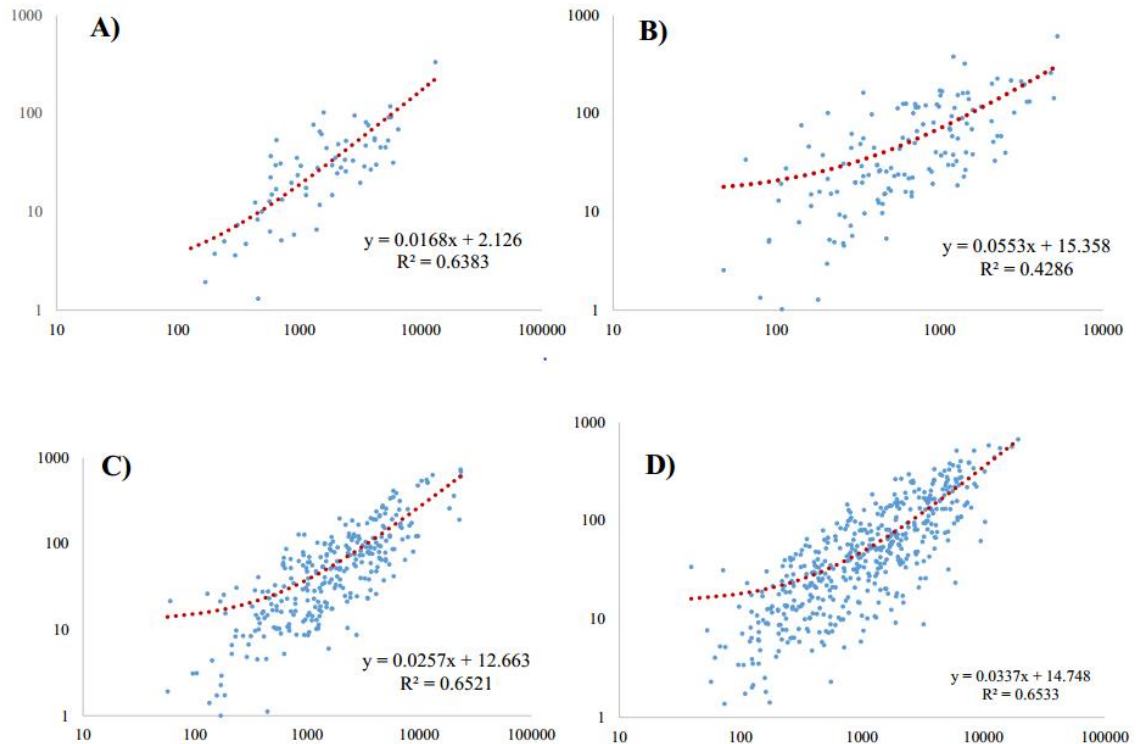 A)
1000
100
10
1
10 100 1000 10000 100000
y = 0.0168x + 2.126
R² = 0.6383
B)
1000
100
10
1
10 100 1000 10000
y = 0.0553x + 15.358
R² = 0.4286
C)
1000
100
10
1
10 100 1000 10000 100000
y = 0.0257x + 12.663
R² = 0.6521
D)
1000
100
10
1
10 100 1000 10000 100000
y = 0.0337x + 14.748
R² = 0.6533